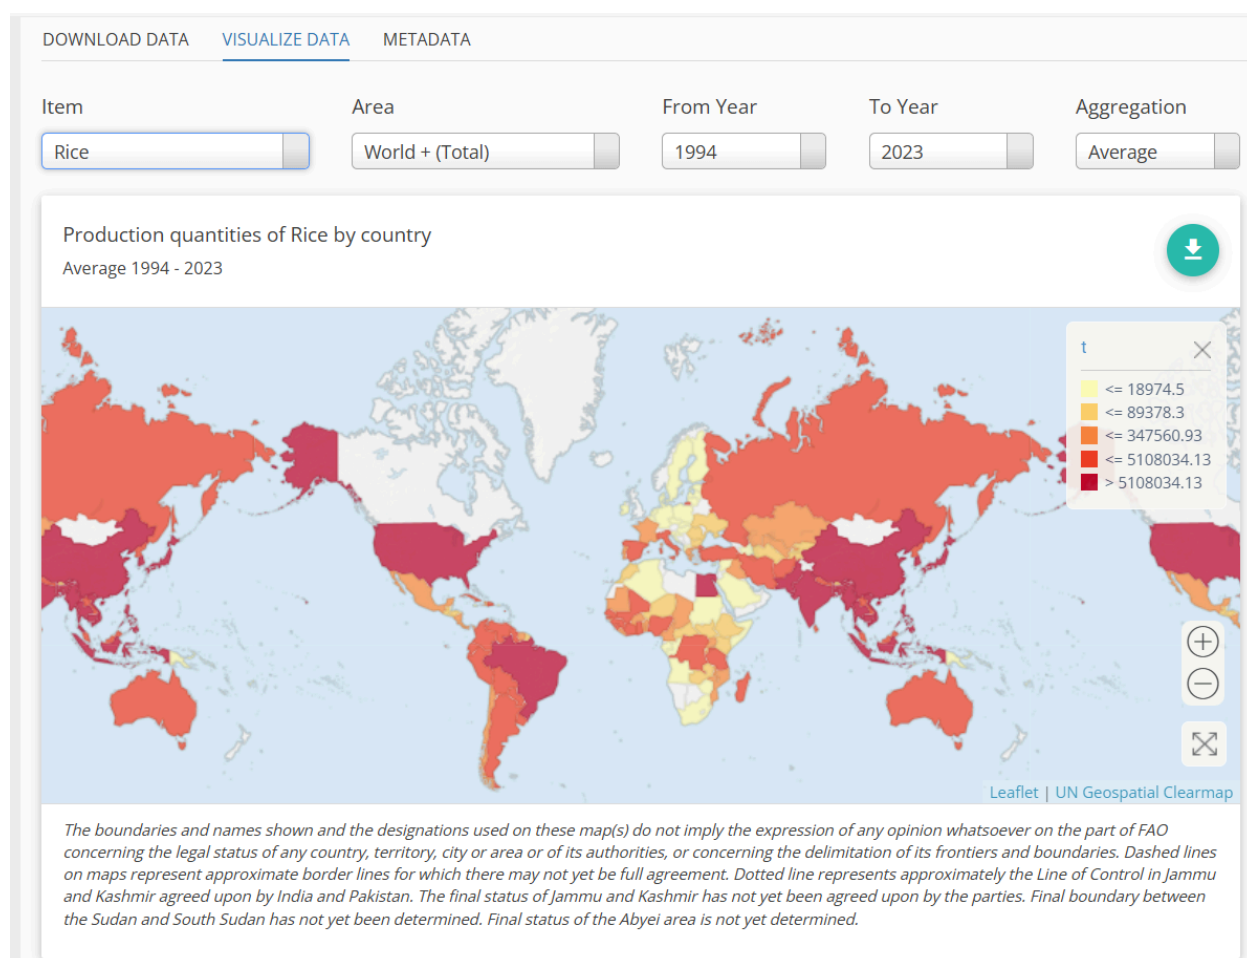 DOWNLOAD DATA VISUALIZE DATA METADATA
Item Area From Year To Year Aggregation
Rice World + (Total) 1994 2023 Average
Production quantities of Rice by country
Average 1994 - 2023
t
<= 18974.5
<= 89378.3
<= 347560.93
<= 5108034.13
> 5108034.13
Leaflet | UN Geospatial Clearmap
The boundaries and names shown and the designations used on these map(s) do not imply the expression of any opinion whatsoever on the part of FAO
concerning the legal status of any country, territory, city or area or of its authorities, or concerning the delimitation of its frontiers and boundaries. Dashed lines
on maps represent approximate border lines for which there may not yet be full agreement. Dotted line represents approximately the Line of Control in Jammu
and Kashmir agreed upon by India and Pakistan. The final status of Jammu and Kashmir has not yet been agreed upon by the parties. Final boundary between
the Sudan and South Sudan has not yet been determined. Final status of the Abyei area is not yet determined.